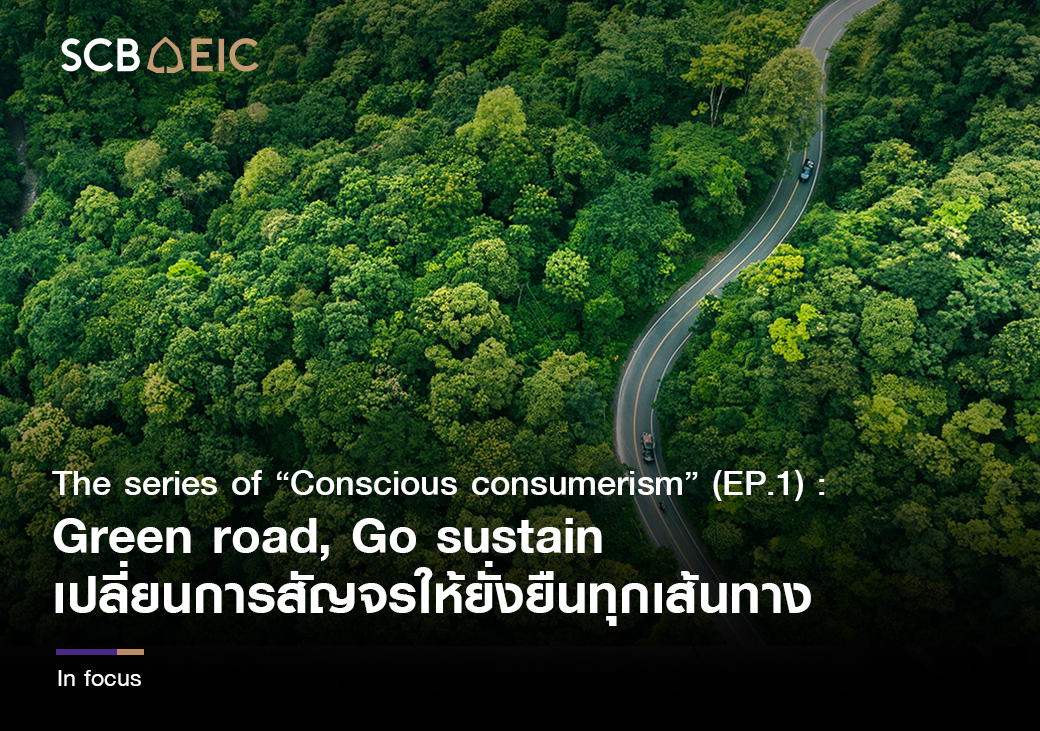 SCB EIC
The series of “Conscious consumerism” (EP.1) :
Green road, Go sustain
เปลี่ยนการสัญจรให้ยั่งยืนทุกเส้นทาง
In focus